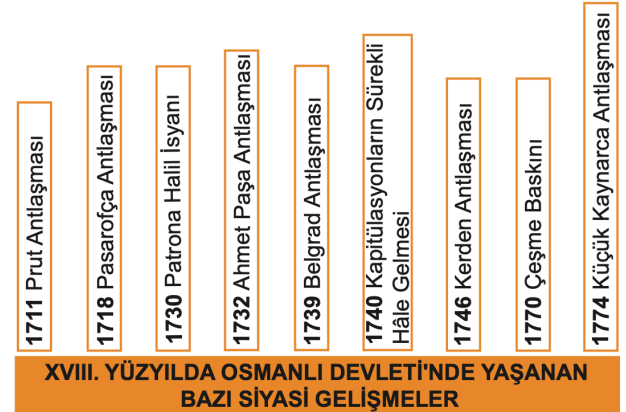 1711 Prut Antlaşması
1718 Pasarofça Antlaşması
1730 Patrona Halil İsyanı
1732 Ahmet Paşa Antlaşması
1739 Belgrad Antlaşması
1740 Kapitülasyonların Sürekli
Hâle Gelmesi
1746 Kerden Antlaşması
1770 Çeşme Baskını
1774 Küçük Kaynarca Antlaşması
XVIII. YÜZYILDA OSMANLI DEVLETİ'NDE YAŞANAN
BAZI SİYASİ GELİŞMELER